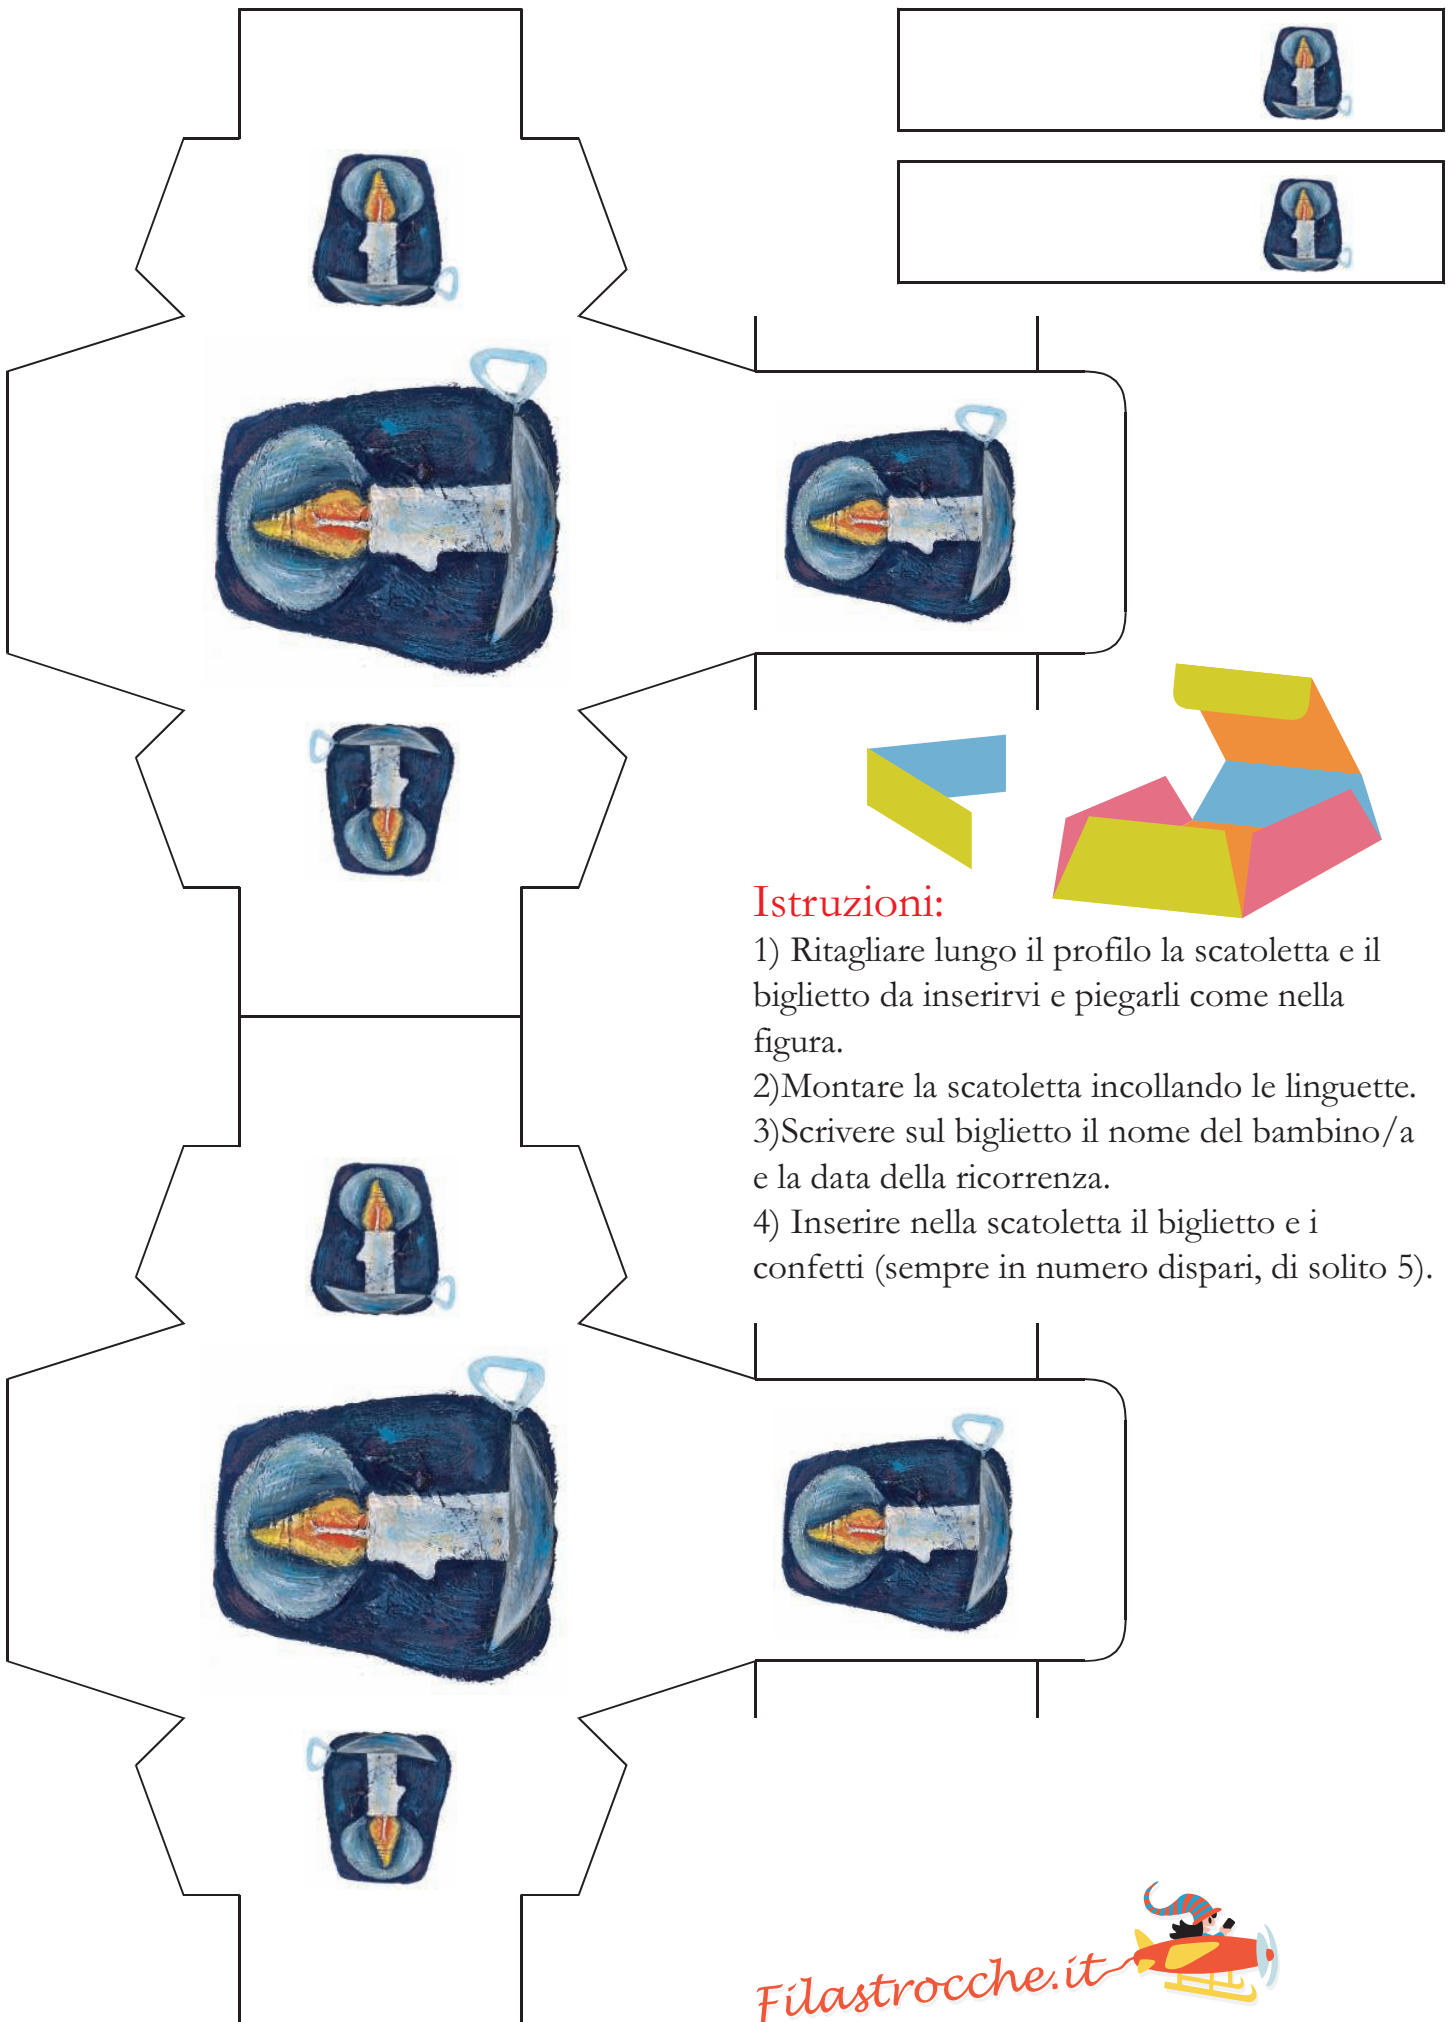 Istruzioni:
1) Ritagliare lungo il profilo la scatoletta e il
biglietto da inserirvi e piegarli come nella
figura.
2)Montare la scatoletta incollando le linguette.
3)Scrivere sul biglietto il nome del bambino/a
e la data della ricorrenza.
4) Inserire nella scatoletta il biglietto e i
confetti (sempre in numero dispari, di solito 5).
Filastrocche.it